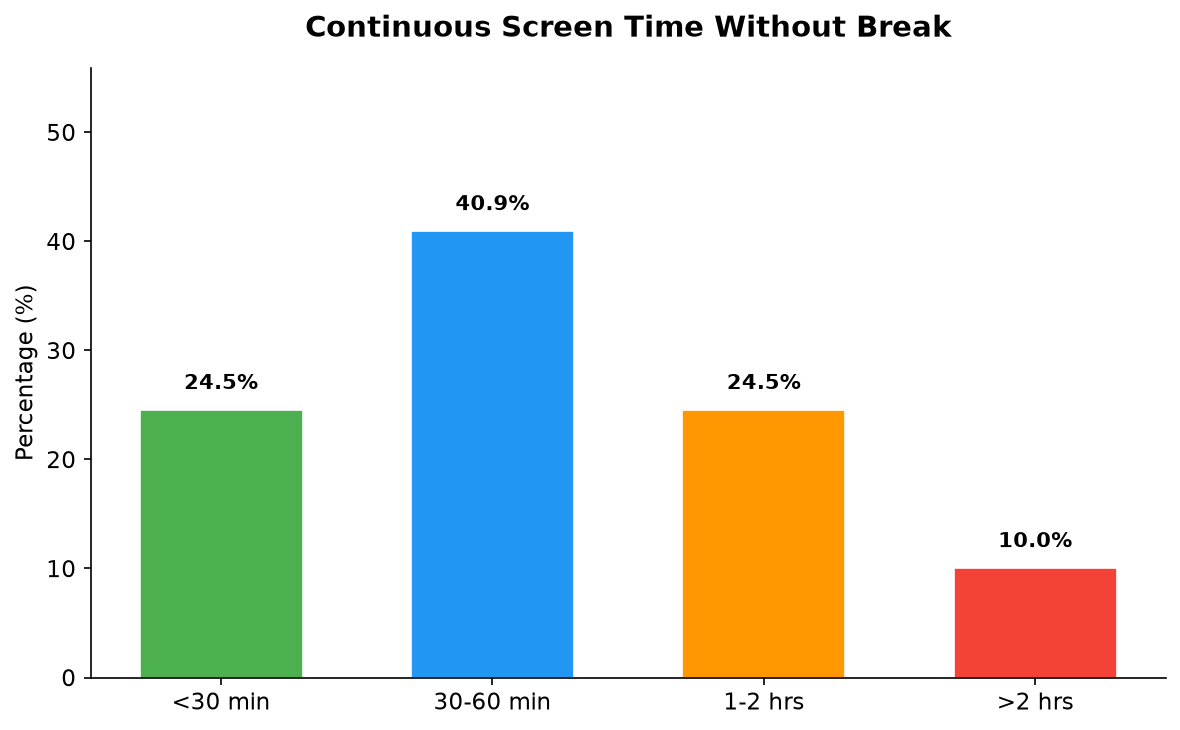 Continuous Screen Time Without Break
Percentage (%)
50
40
30
20
10
0
24.5%
40.9%
24.5%
10.0%
<30 min
30-60 min
1-2 hrs
>2 hrs